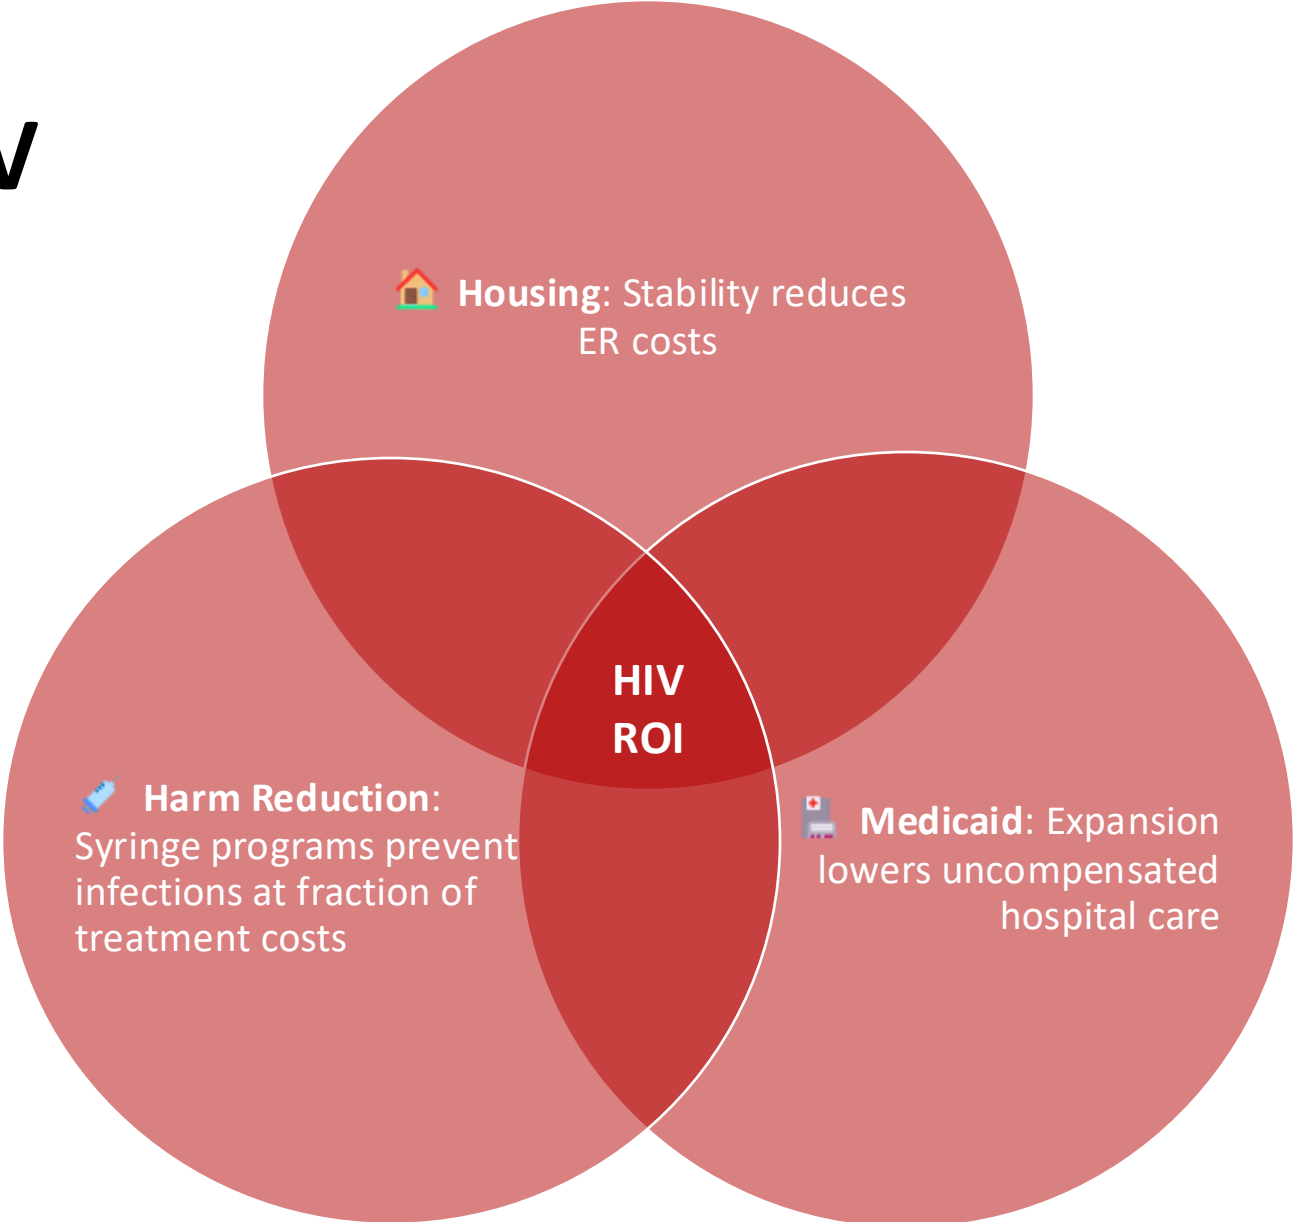 V
Housing: Stability reduces
ER costs
HIV
ROI
Harm Reduction:
Syringe programs prevent
infections at fraction of
treatment costs
Medicaid: Expansion
lowers uncompensated
hospital care